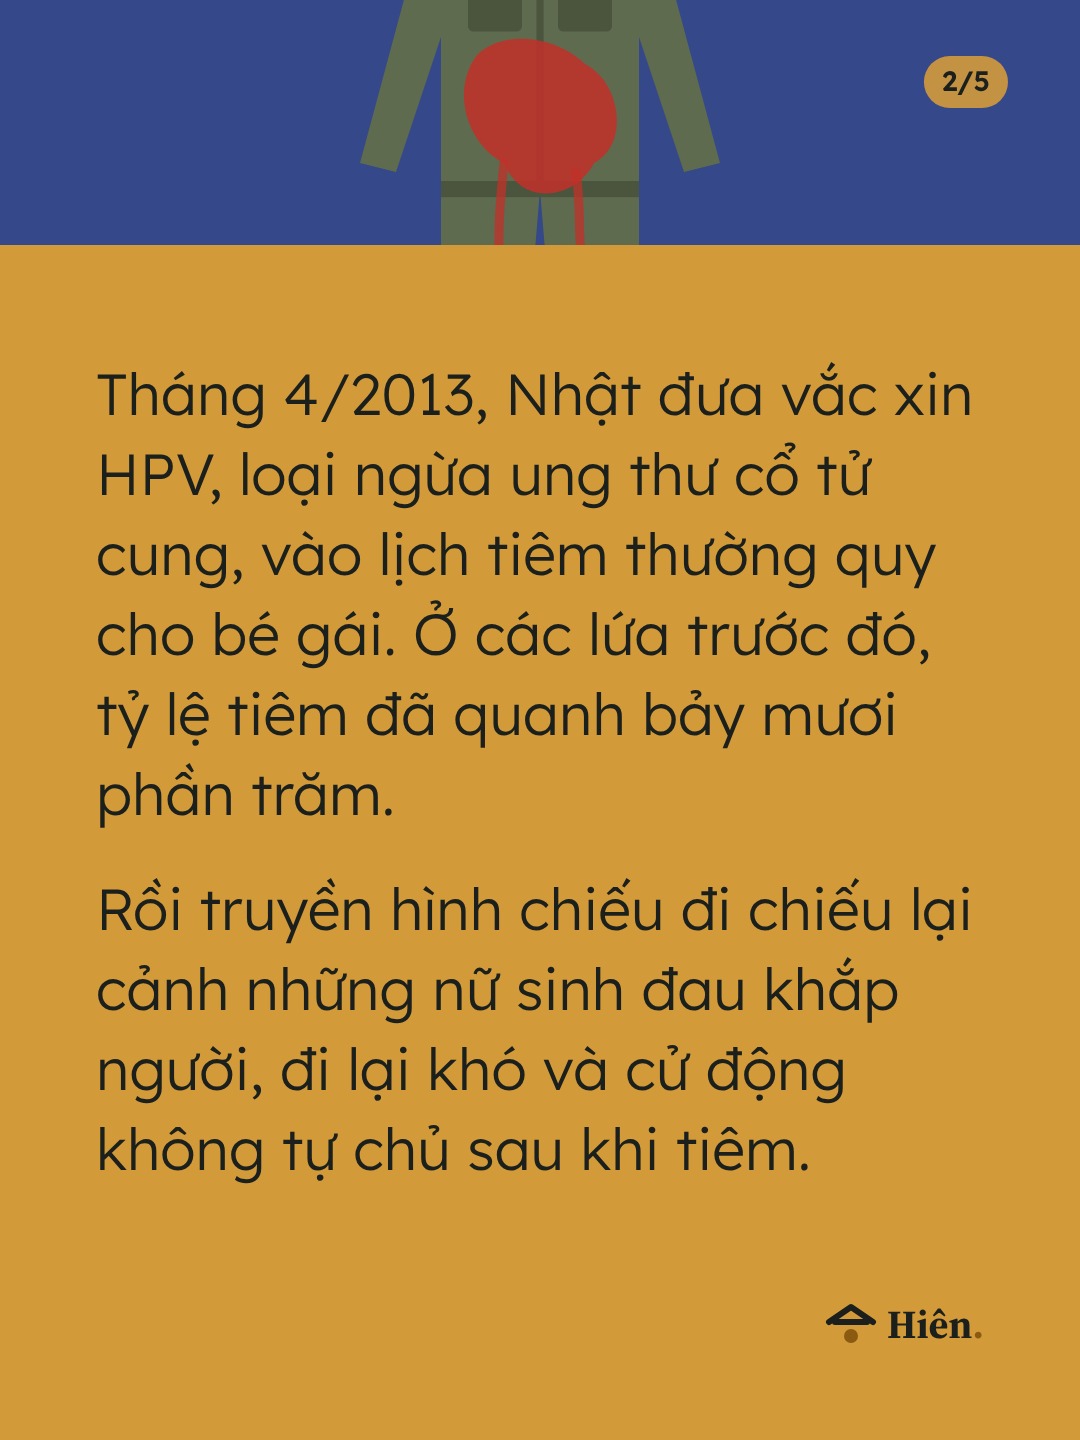 2/5
Tháng 4/2013, Nhật đưa vắc xin
HPV, loại ngừa ung thư cổ tử
cung, vào lịch tiêm thường quy
cho bé gái. Ở các lứa trước đó,
tỷ lệ tiêm đã quanh bảy mươi
phần trăm.
Rồi truyền hình chiếu đi chiếu lại
cảnh những nữ sinh đau khắp
người, đi lại khó và cử động
không tự chủ sau khi tiêm.
Hiên.